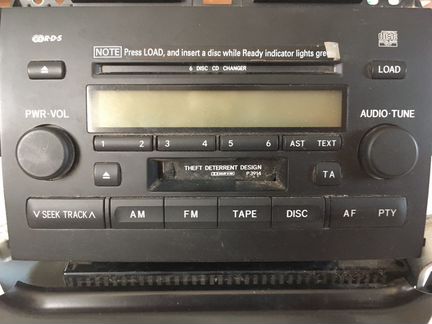 R·D·S
NOTE Press LOAD, and insert a disc while Ready indicator lights green
6 DISC CD CHANGER
LOAD
PWR·VOL
AUDIO·TUNE
1 2 3 4 5 6 AST TEXT
THEFT DETERRENT DESIGN
P3914
TA
∨ SEEK TRACK ∧ AM FM TAPE DISC AF PTY